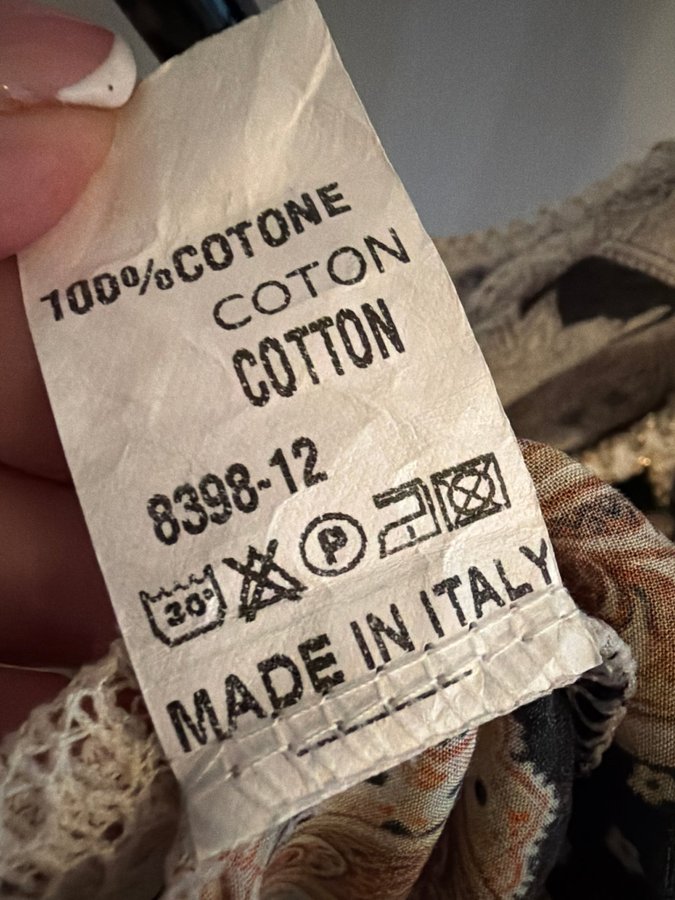 100%COTONE
COTON
COTTON
8398-12
30° P
MADE IN ITALY